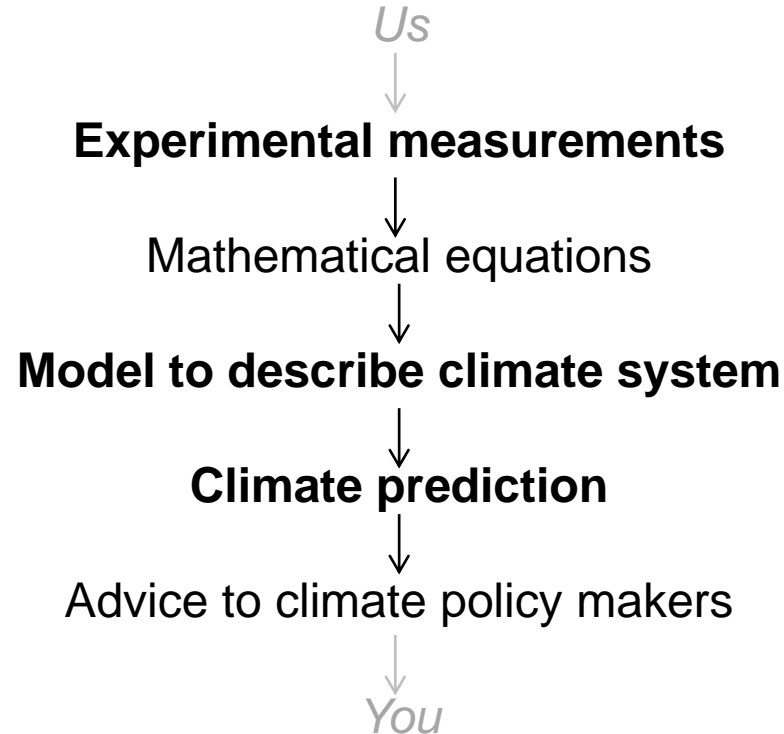 Us
Experimental measurements
Mathematical equations
Model to describe climate system
Climate prediction
Advice to climate policy makers
You